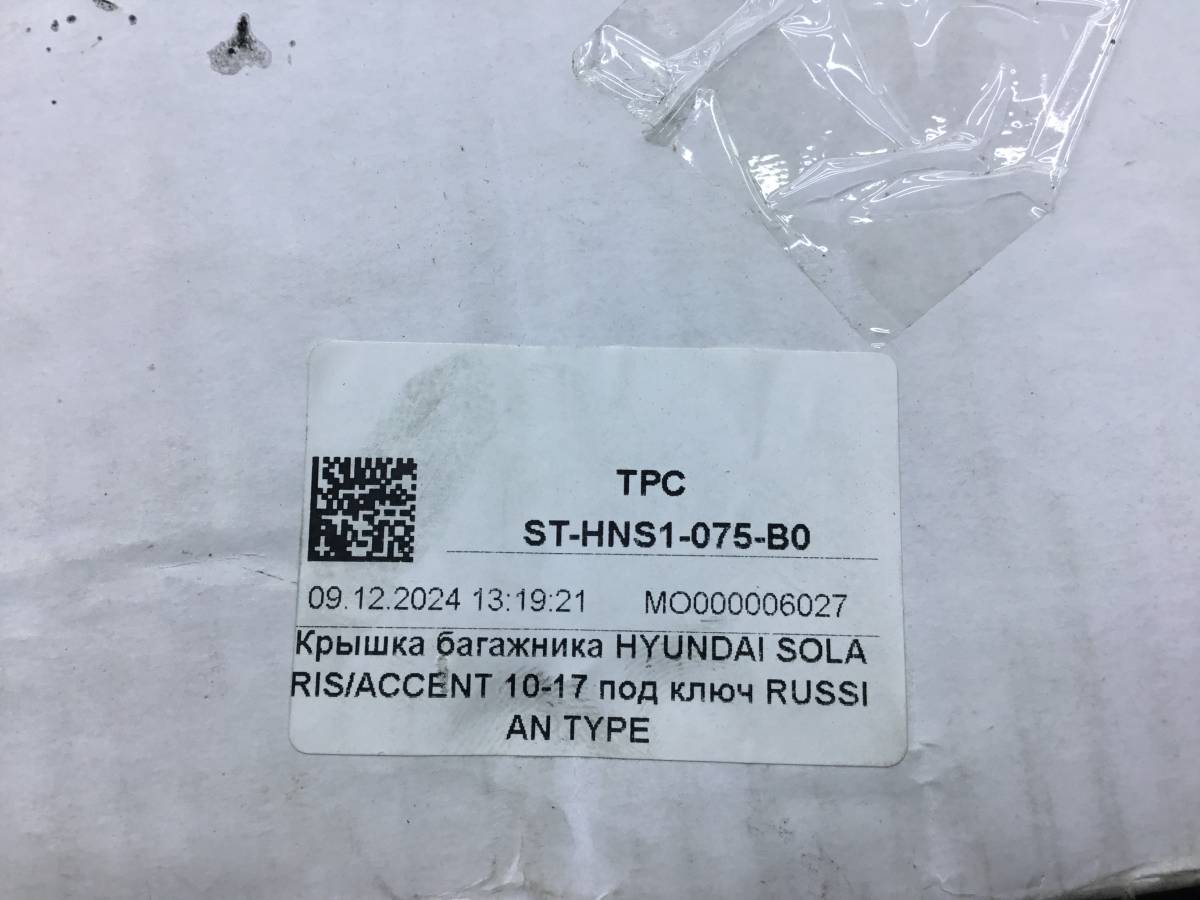 TPC
ST-HNS1-075-B0
09.12.2024 13:19:21 MO000006027
Крышка багажника HYUNDAI SOLA
RIS/ACCENT 10-17 под ключ RUSSI
AN TYPE